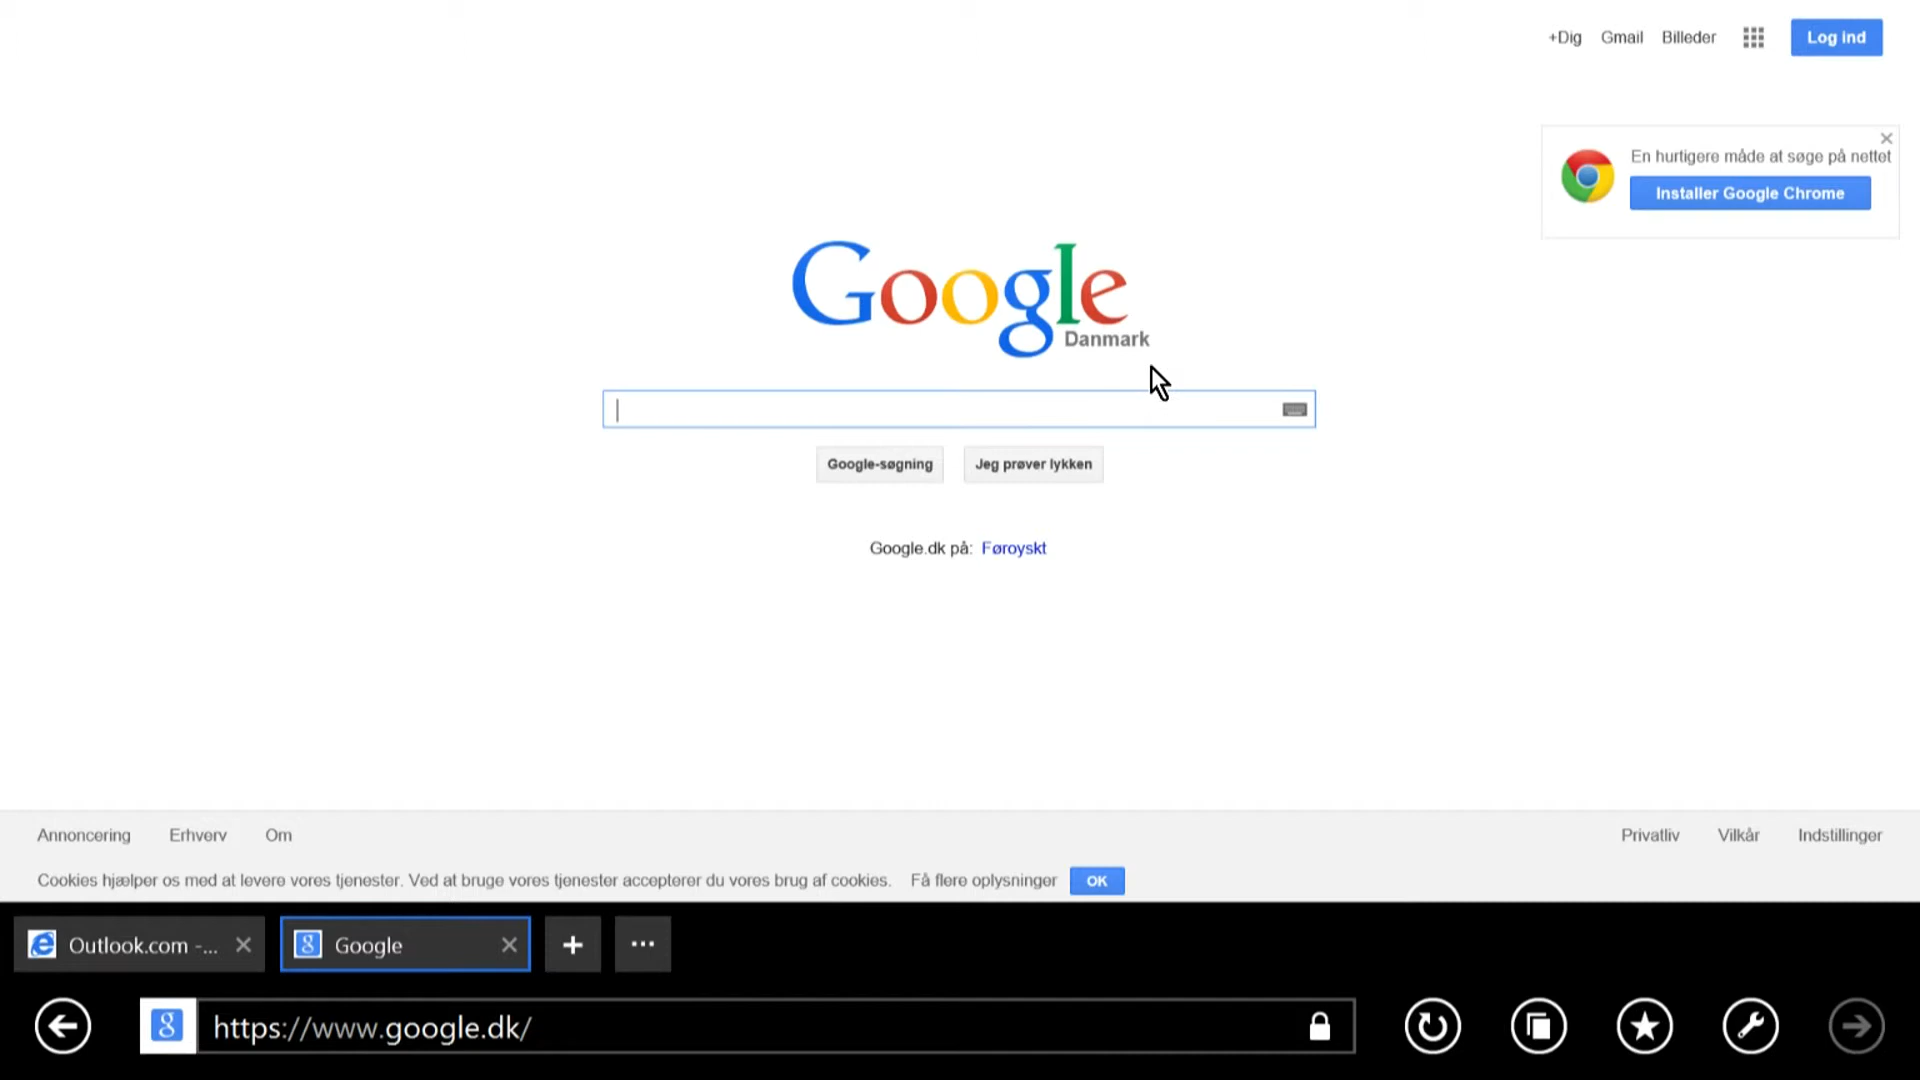 +Dig Gmail Billeder Log ind
En hurtigere måde at søge på nettet
Installer Google Chrome
Google
Danmark
Google-søgning Jeg prøver lykken
Google.dk på: Føroyskt
Annoncering Erhverv Om Privatliv Vilkår Indstillinger
Cookies hjælper os med at levere vores tjenester. Ved at bruge vores tjenester accepterer du vores brug af cookies. Få flere oplysninger OK
Outlook.com -... Google
https://www.google.dk/